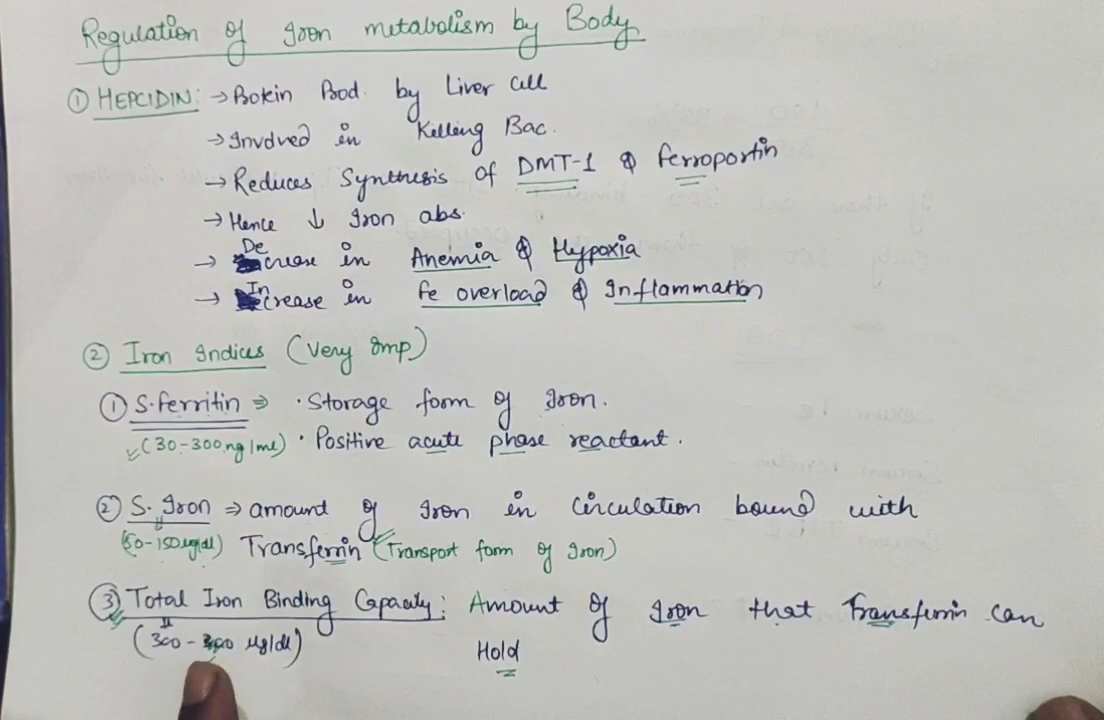 Regulation of Iron metabolism by Body
① HEPCIDIN: → Protein Prod. by Liver cell
→ Involved in Killing Bac.
→ Reduces Synthesis of DMT-1 & ferroportin
→ Hence ↓ Iron abs.
→ Decrease in Anemia & Hypoxia
→ Increase in Fe overload & Inflammation
② Iron Indices (Very Imp)
① S.ferritin ⇒ · Storage form of Iron.
(30-300 ng/ml) · Positive acute phase reactant.
② S. Iron ⇒ amount of Iron in Circulation bound with
(50-150 ug/dl) Transferrin (Transport form of Iron)
③ Total Iron Binding Capacity: Amount of Iron that Transferrin can
(300- ug/dl) Hold